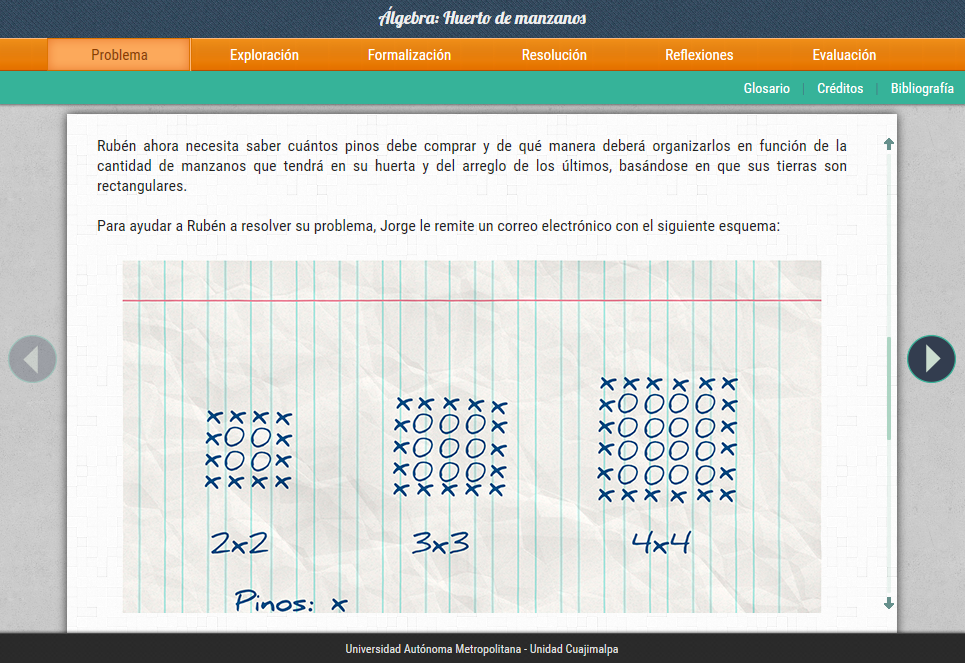 Álgebra: Huerto de manzanos
Problema Exploración Formalización Resolución Reflexiones Evaluación
Glosario | Créditos | Bibliografía
Rubén ahora necesita saber cuántos pinos debe comprar y de qué manera deberá organizarlos en función de la
cantidad de manzanos que tendrá en su huerta y del arreglo de los últimos, basándose en que sus tierras son
rectangulares.
Para ayudar a Rubén a resolver su problema, Jorge le remite un correo electrónico con el siguiente esquema:
2x2 3x3 4x4
Pinos: x
Universidad Autónoma Metropolitana - Unidad Cuajimalpa